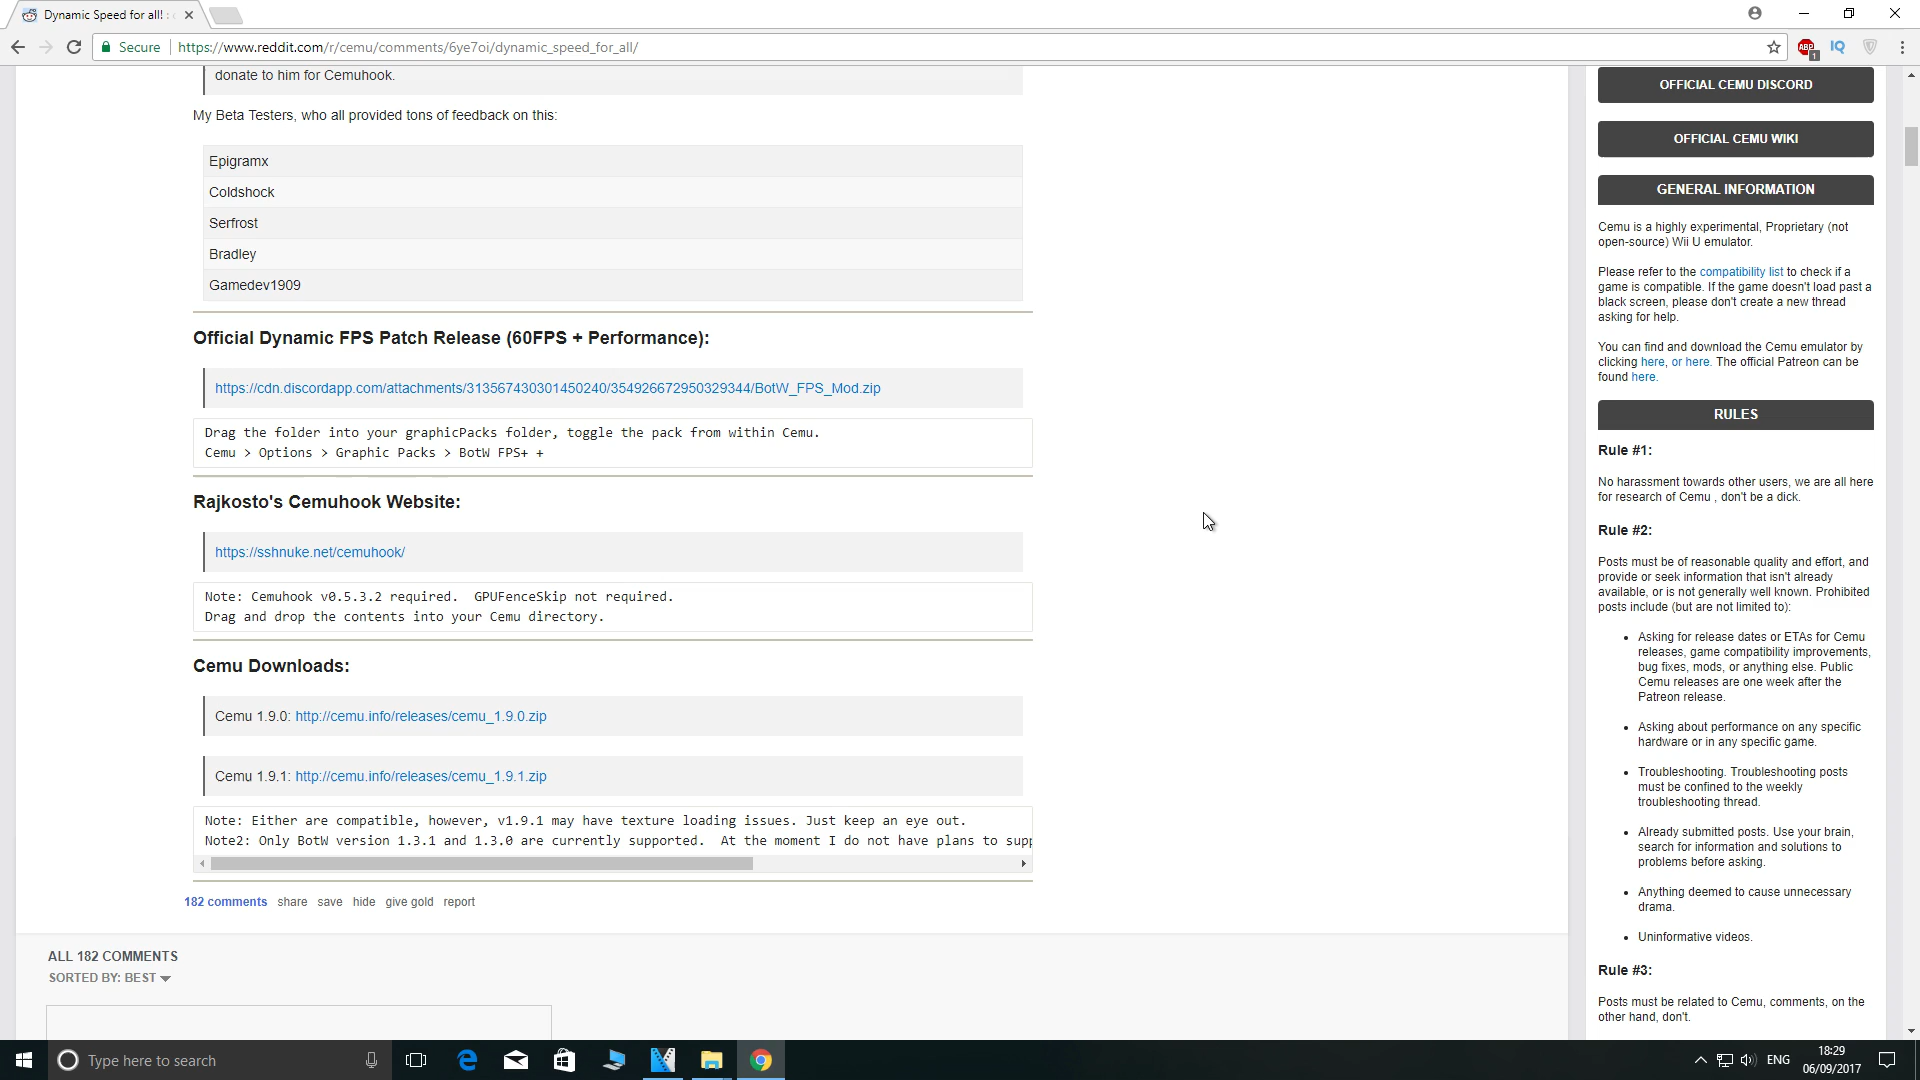 Dynamic Speed for all! :
Secure
https://www.reddit.com/r/cemu/comments/6ye7oi/dynamic_speed_for_all/
ABP
1
IQ
donate to him for Cemuhook.
My Beta Testers, who all provided tons of feedback on this:
Epigramx
Coldshock
Serfrost
Bradley
Gamedev1909
Official Dynamic FPS Patch Release (60FPS + Performance):
https://cdn.discordapp.com/attachments/313567430301450240/354926672950329344/BotW_FPS_Mod.zip
Drag the folder into your graphicPacks folder, toggle the pack from within Cemu.
Cemu > Options > Graphic Packs > BotW FPS+ +
Rajkosto's Cemuhook Website:
https://sshnuke.net/cemuhook/
Note: Cemuhook v0.5.3.2 required.  GPUFenceSkip not required.
Drag and drop the contents into your Cemu directory.
Cemu Downloads:
Cemu 1.9.0: http://cemu.info/releases/cemu_1.9.0.zip
Cemu 1.9.1: http://cemu.info/releases/cemu_1.9.1.zip
Note: Either are compatible, however, v1.9.1 may have texture loading issues. Just keep an eye out.
Note2: Only BotW version 1.3.1 and 1.3.0 are currently supported.  At the moment I do not have plans to supp
182 comments share save hide give gold report
ALL 182 COMMENTS
SORTED BY: BEST
OFFICIAL CEMU DISCORD
OFFICIAL CEMU WIKI
GENERAL INFORMATION
Cemu is a highly experimental, Proprietary (not
open-source) Wii U emulator.
Please refer to the compatibility list to check if a
game is compatible. If the game doesn't load past a
black screen, please don't create a new thread
asking for help.
You can find and download the Cemu emulator by
clicking here, or here. The official Patreon can be
found here.
RULES
Rule #1:
No harassment towards other users, we are all here
for research of Cemu , don't be a dick.
Rule #2:
Posts must be of reasonable quality and effort, and
provide or seek information that isn't already
available, or is not generally well known. Prohibited
posts include (but are not limited to):
Asking for release dates or ETAs for Cemu
releases, game compatibility improvements,
bug fixes, mods, or anything else. Public
Cemu releases are one week after the
Patreon release.
Asking about performance on any specific
hardware or in any specific game.
Troubleshooting. Troubleshooting posts
must be confined to the weekly
troubleshooting thread.
Already submitted posts. Use your brain,
search for information and solutions to
problems before asking.
Anything deemed to cause unnecessary
drama.
Uninformative videos.
Rule #3:
Posts must be related to Cemu, comments, on the
other hand, don't.
Type here to search
ENG
18:29
06/09/2017